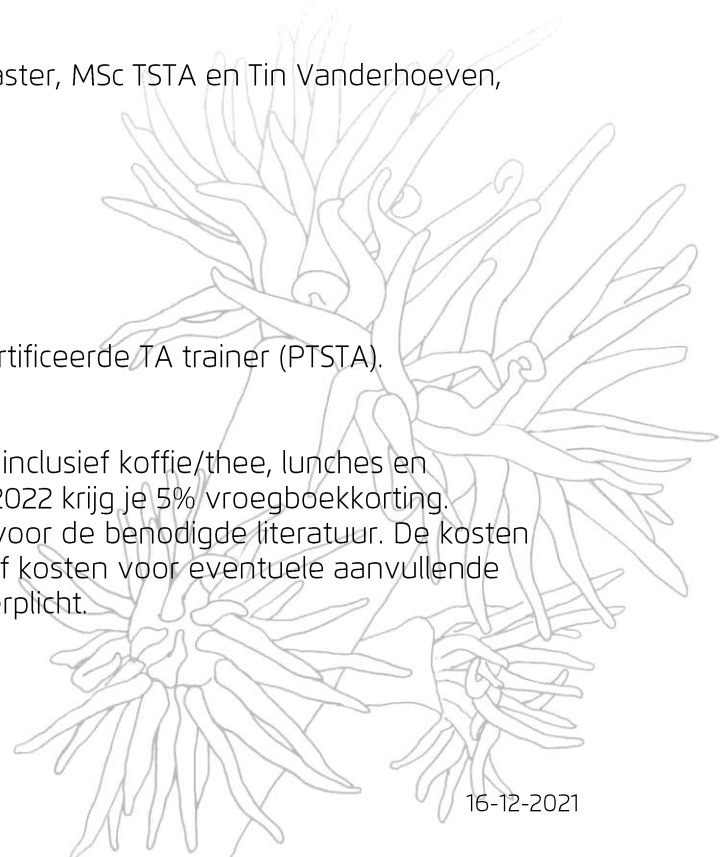 aster, MSc TSTA en Tin Vanderhoeven,
rtificeerde TA trainer (PTSTA).
inclusief koffie/thee, lunches en
2022 krijg je 5% vroegboekkorting.
voor de benodigde literatuur. De kosten
f kosten voor eventuele aanvullende
erplicht.
16-12-2021